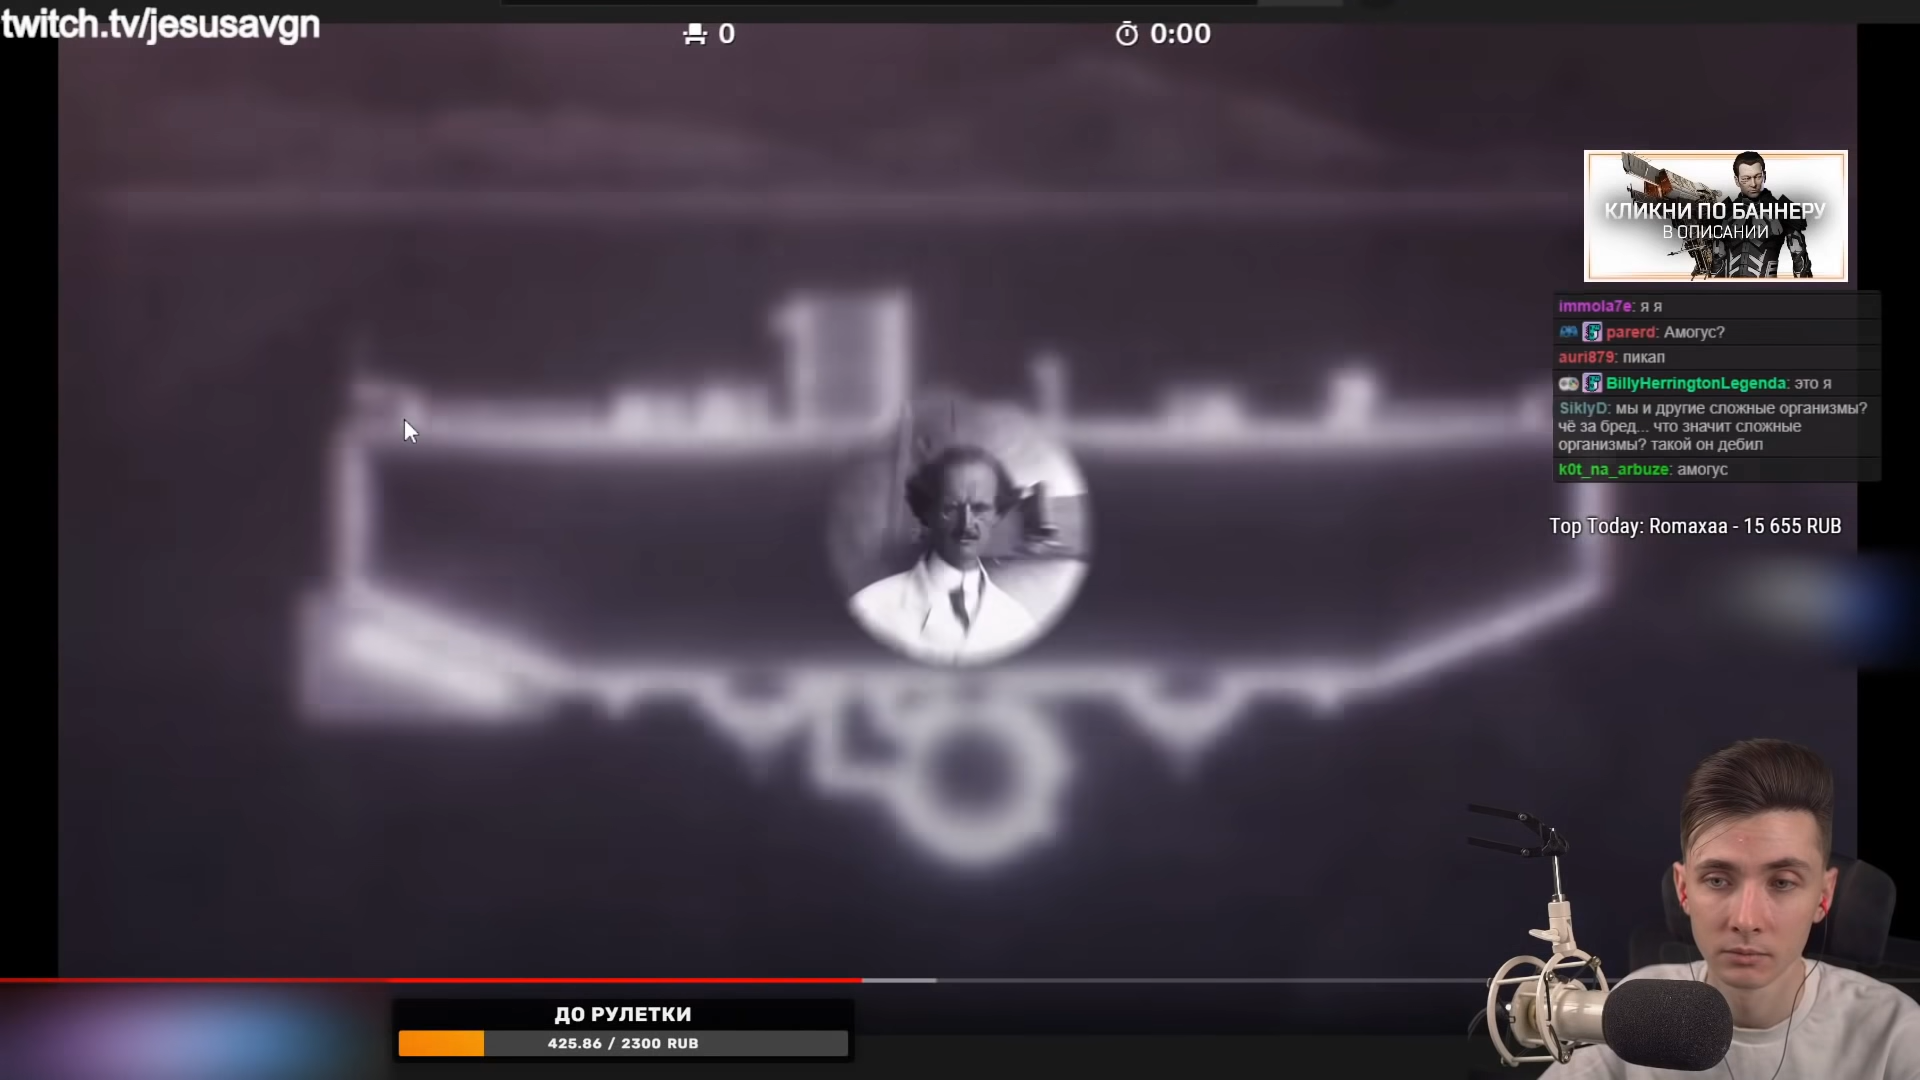 twitch.tv/jesusavgn
0
0:00
КЛИКНИ ПО БАННЕРУ
В ОПИСАНИИ
immola7e: я я
parerd: Амогус?
auri879: пикап
BillyHerringtonLegenda: это я
SiklyD: мы и другие сложные организмы?
чё за бред... что значит сложные
организмы? такой он дебил
k0t_na_arbuze: амогус
Top Today: Romaxaa - 15 655 RUB
ДО РУЛЕТКИ
425.86 / 2300 RUB